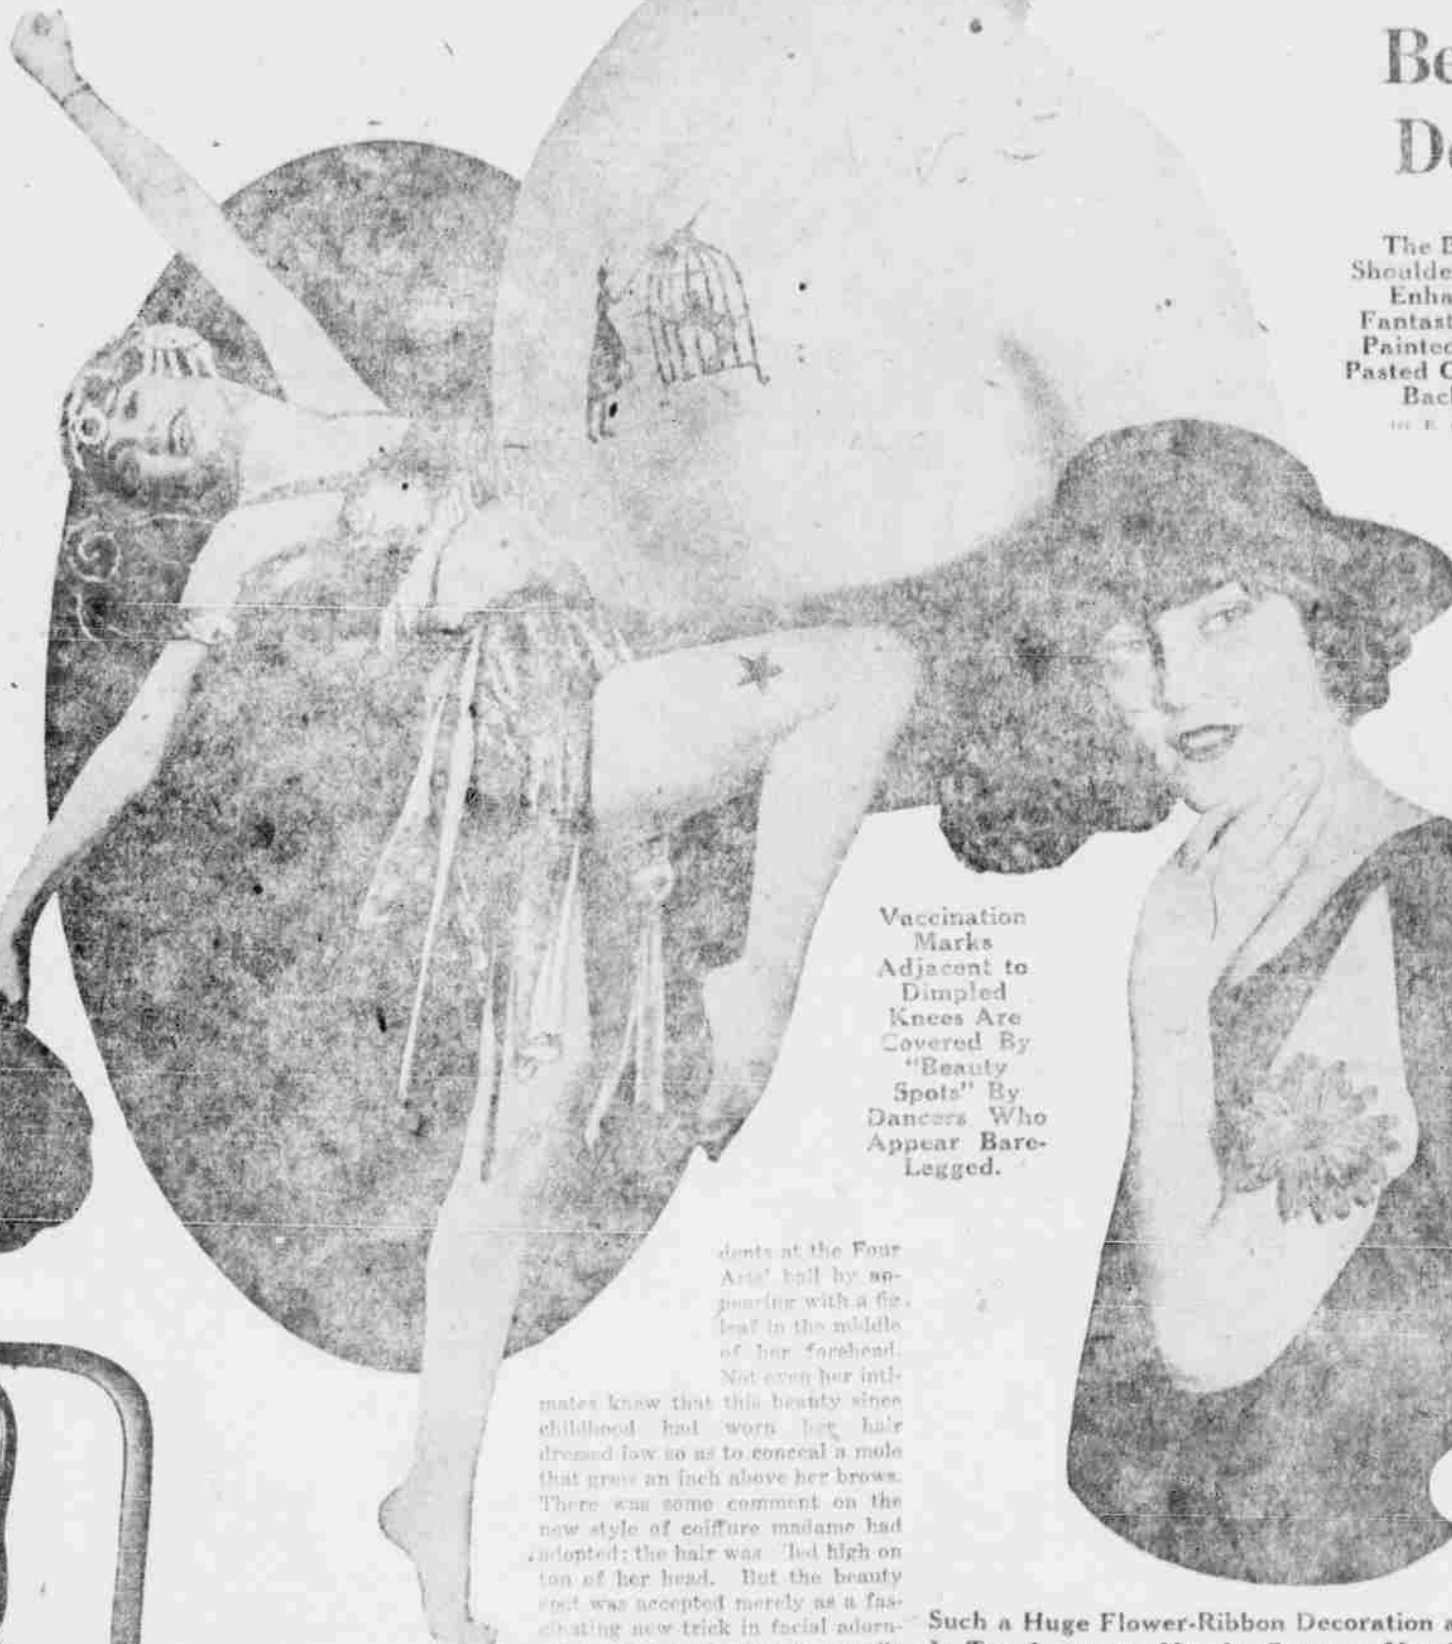 Be
De
The B
Shoulde
Enha
Fantast
Painted
Pasted O
Bac
Vaccination
Marks
Adjacent to
Dimpled
Knees Are
Covered By
"Beauty
Spots" By
Dancers Who
Appear Bare-
Legged.
dents at the Four
Arts' ball by ap-
pearing with a fig
leaf in the middle
of her forehead.
Not even her inti-
mates knew that this beauty since
childhood had worn her hair
dressed low so as to conceal a mole
that grew an inch above her brows.
There was some comment on the
new style of coiffure madame had
adopted; the hair was 'led high on
top of her head. But the beauty
spot was accepted merely as a fas-
cinating new trick in facial adorn-
Such a Huge Flower-Ribbon Decoration